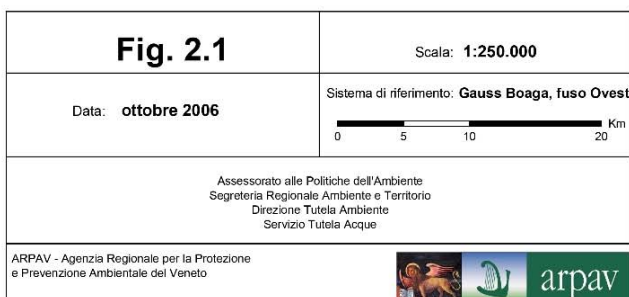 Fig. 2.1
Scala: 1:250.000
Data: ottobre 2006
Sistema di riferimento: Gauss Boaga, fuso Ovest
Km
0 5 10 20
Assessorato alle Politiche dell'Ambiente
Segreteria Regionale Ambiente e Territorio
Direzione Tutela Ambiente
Servizio Tutela Acque
ARPAV - Agenzia Regionale per la Protezione
e Prevenzione Ambientale del Veneto
arpav